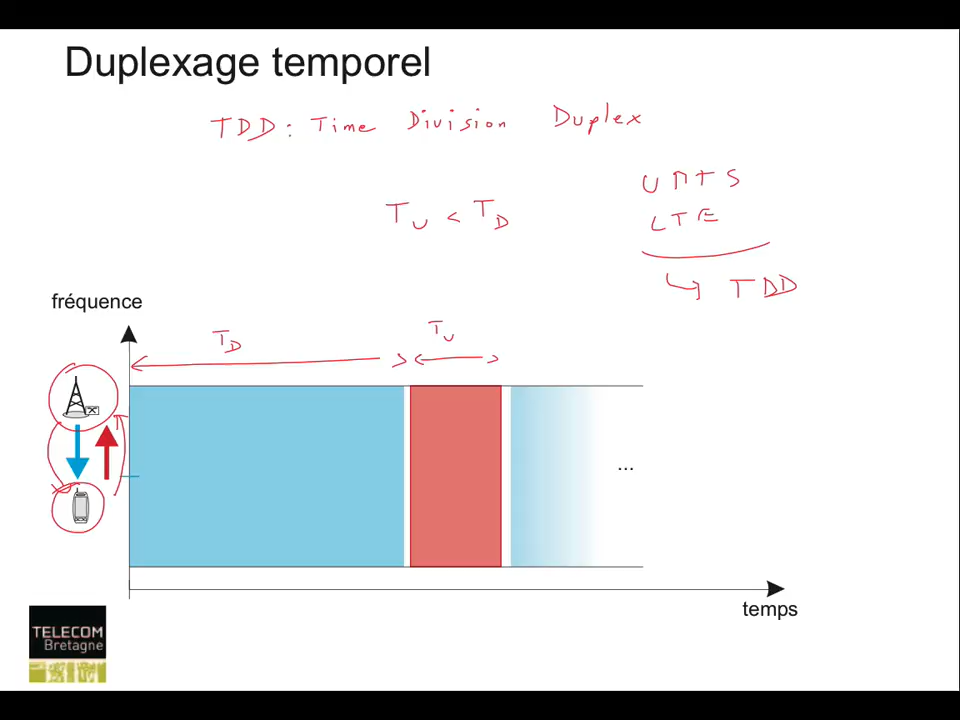 Duplexage temporel
TDD : Time Division Duplex
UMTS
TU < TD
LTE
↳ TDD
fréquence
TD
TU
...
temps
TELECOM
Bretagne